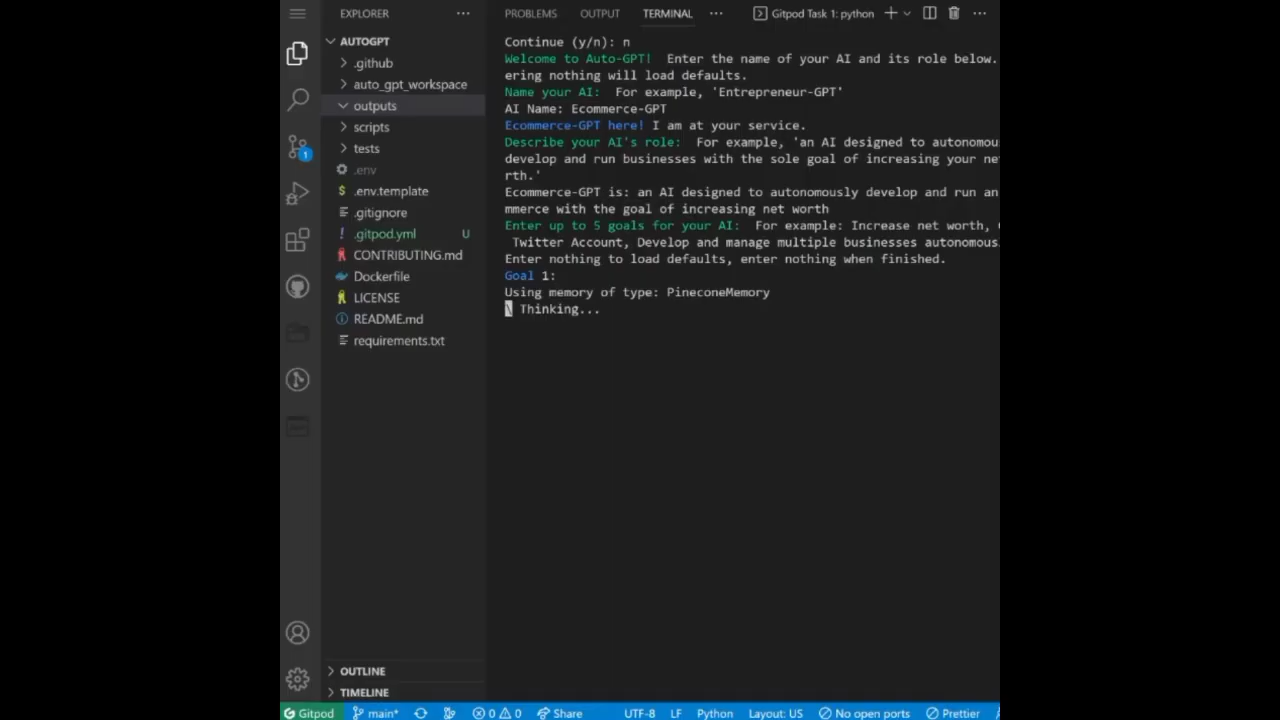 EXPLORER
AUTOGPT
.github
auto_gpt_workspace
outputs
scripts
tests
.env
$ .env.template
.gitignore
! .gitpod.yml U
CONTRIBUTING.md
Dockerfile
LICENSE
README.md
requirements.txt
OUTLINE
TIMELINE
1
PROBLEMS OUTPUT TERMINAL ··· Gitpod Task 1: python
Continue (y/n): n
Welcome to Auto-GPT! Enter the name of your AI and its role below.
ering nothing will load defaults.
Name your AI: For example, 'Entrepreneur-GPT'
AI Name: Ecommerce-GPT
Ecommerce-GPT here! I am at your service.
Describe your AI's role: For example, 'an AI designed to autonomou
develop and run businesses with the sole goal of increasing your ne
rth.'
Ecommerce-GPT is: an AI designed to autonomously develop and run an
mmerce with the goal of increasing net worth
Enter up to 5 goals for your AI: For example: Increase net worth,
Twitter Account, Develop and manage multiple businesses autonomous
Enter nothing to load defaults, enter nothing when finished.
Goal 1:
Using memory of type: PineconeMemory
\ Thinking...
Gitpod main* 0 0 Share UTF-8 LF Python Layout: US No open ports Prettier